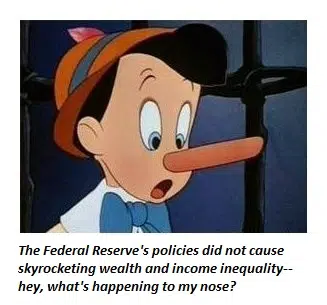 The Federal Reserve's policies did not cause
skyrocketing wealth and income inequality--
hey, what's happening to my nose?